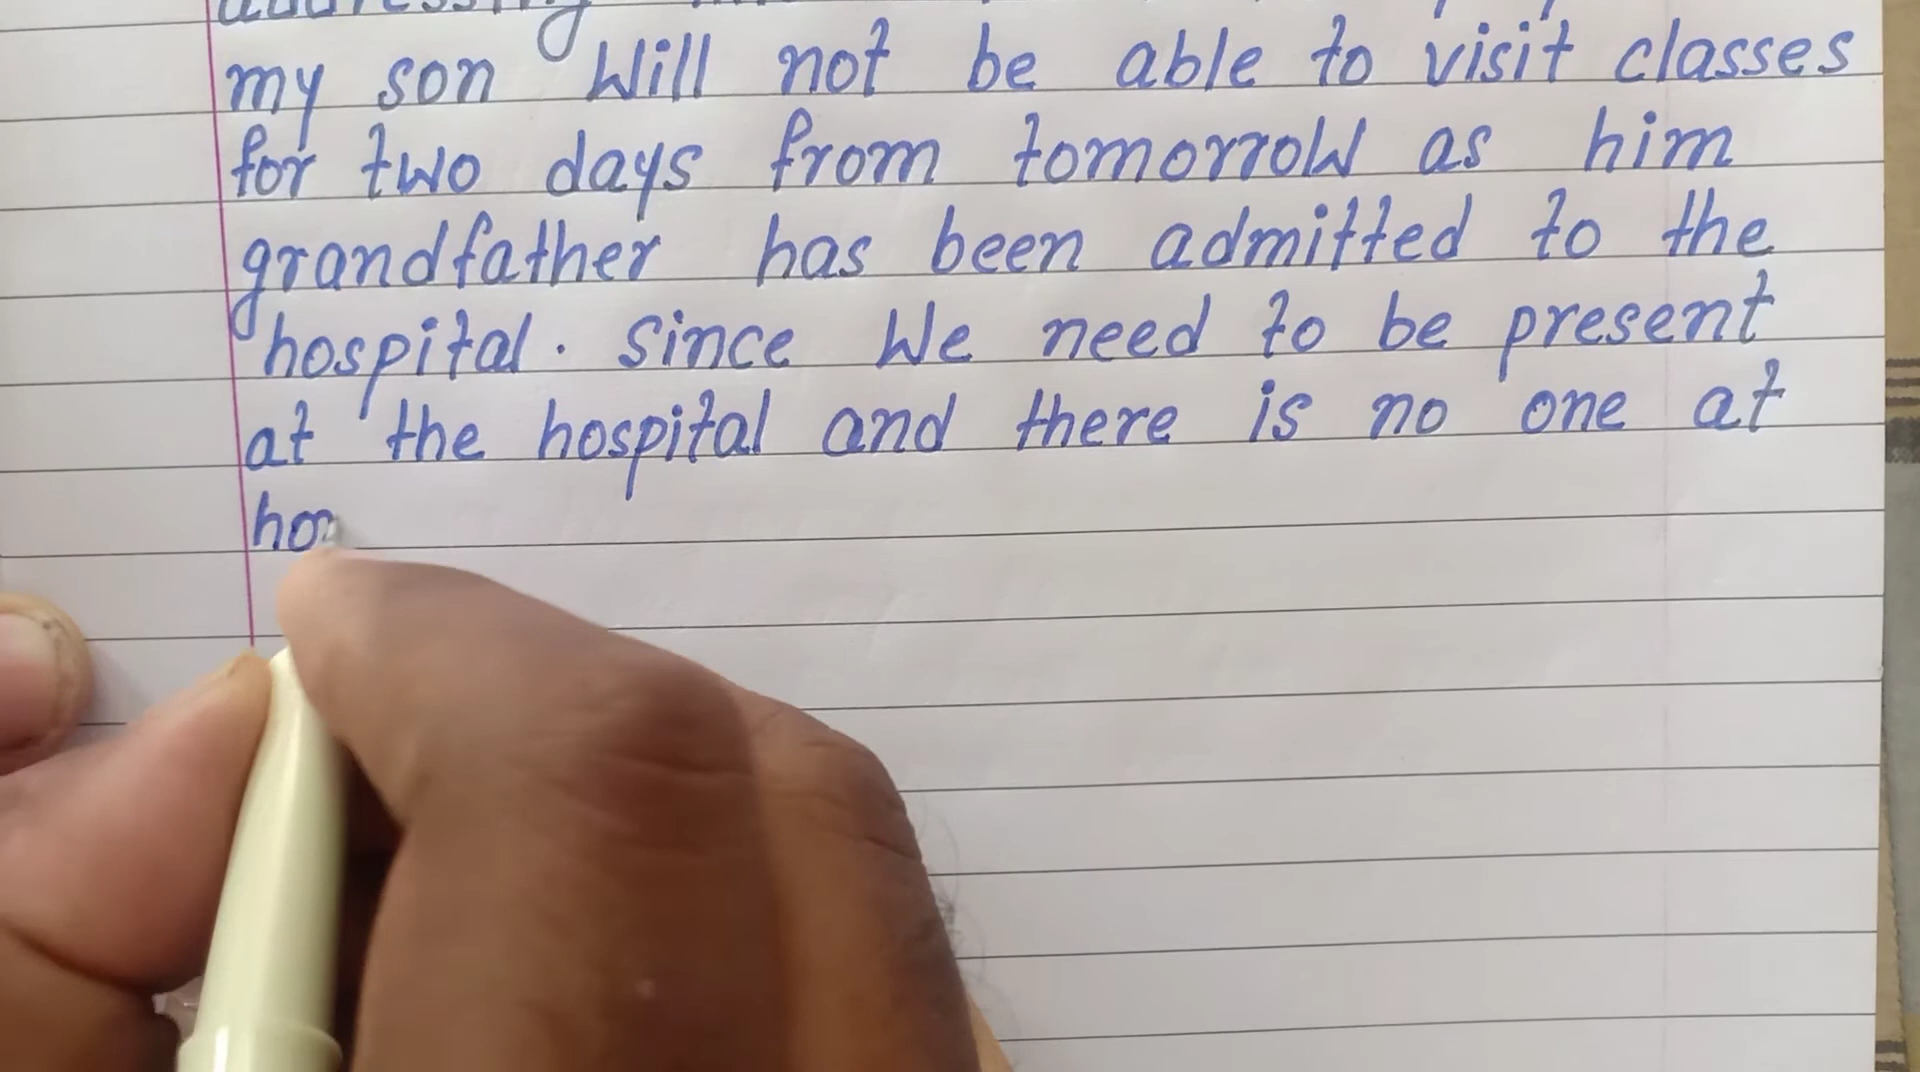 addressing
my son Will not be able to visit classes
for two days from tomorrow as him
grandfather has been admitted to the
hospital. Since We need to be present
at the hospital and there is no one at
hom